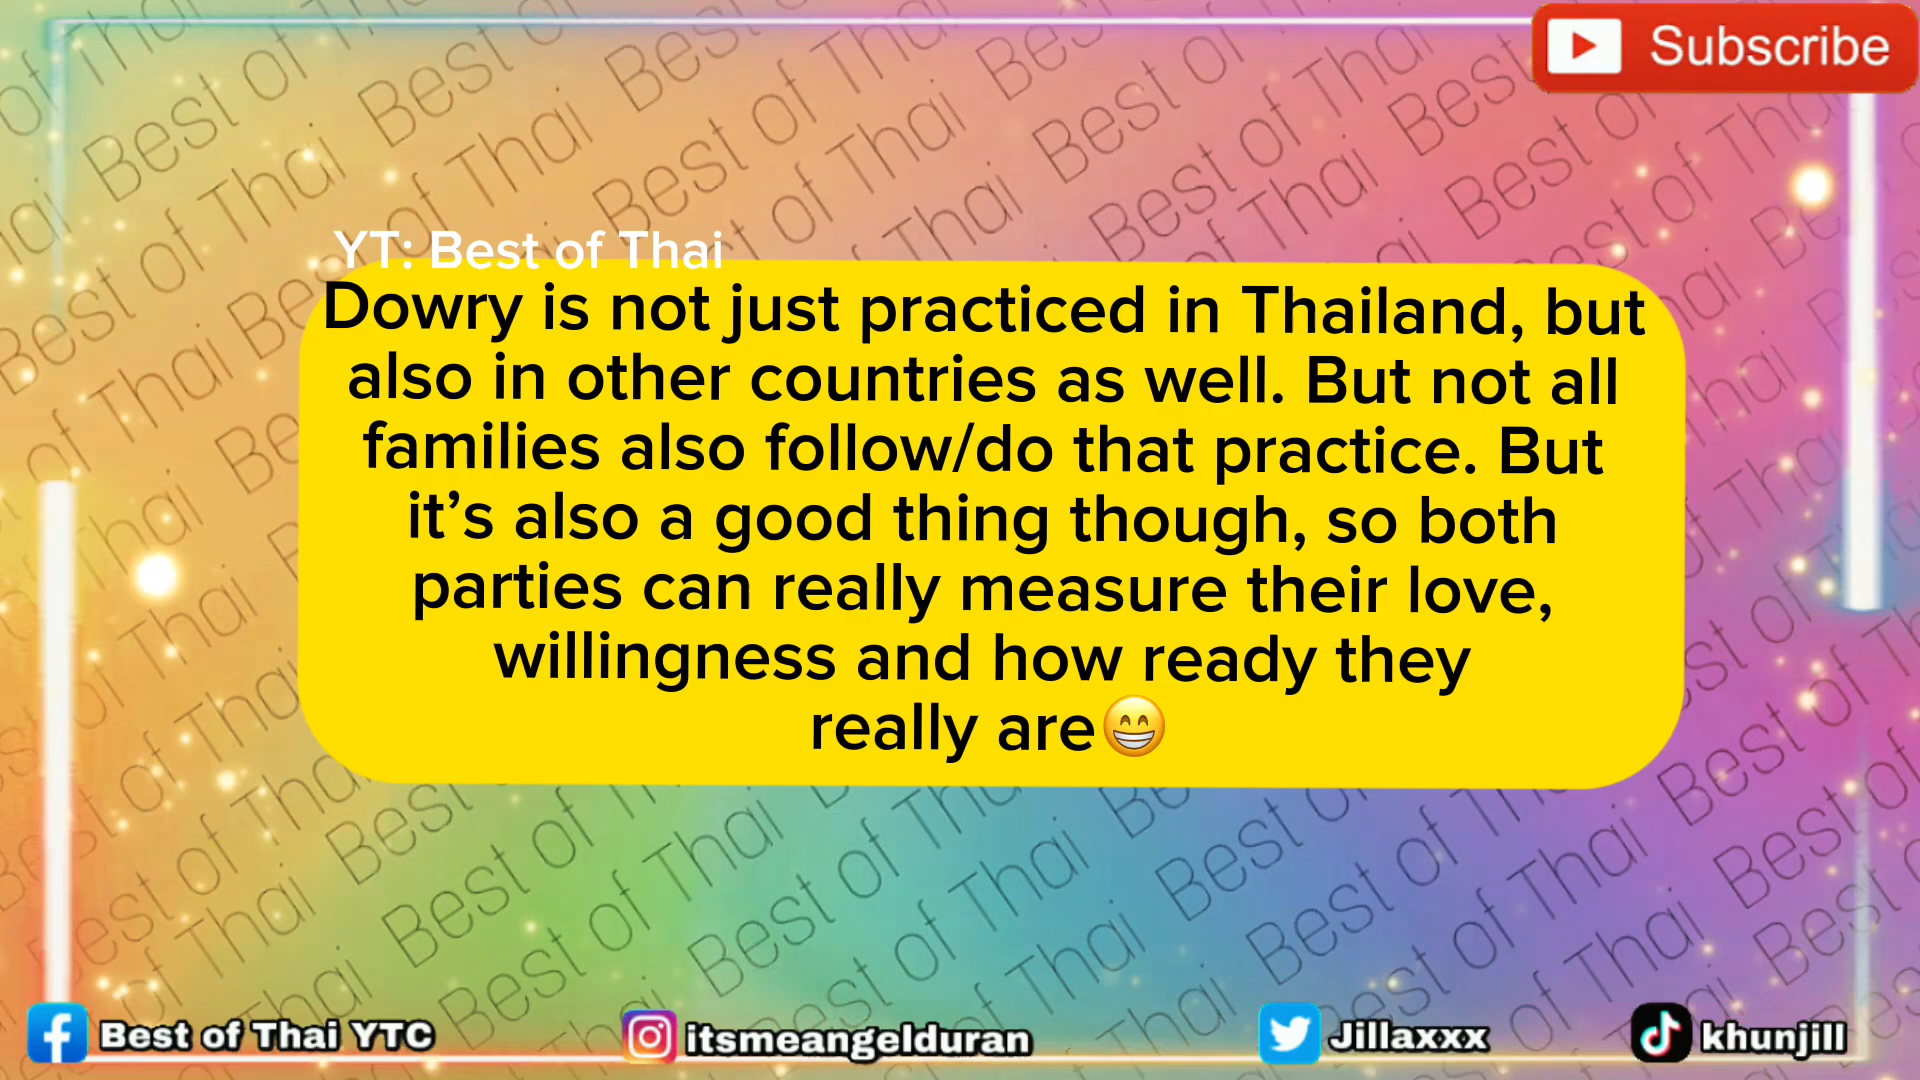 Subscribe
YT: Best of Thai
Dowry is not just practiced in Thailand, but
also in other countries as well. But not all
families also follow/do that practice. But
it’s also a good thing though, so both
parties can really measure their love,
willingness and how ready they
really are😁
Best of Thai YTC
itsmeangelduran
Jillaxxx
khunjill